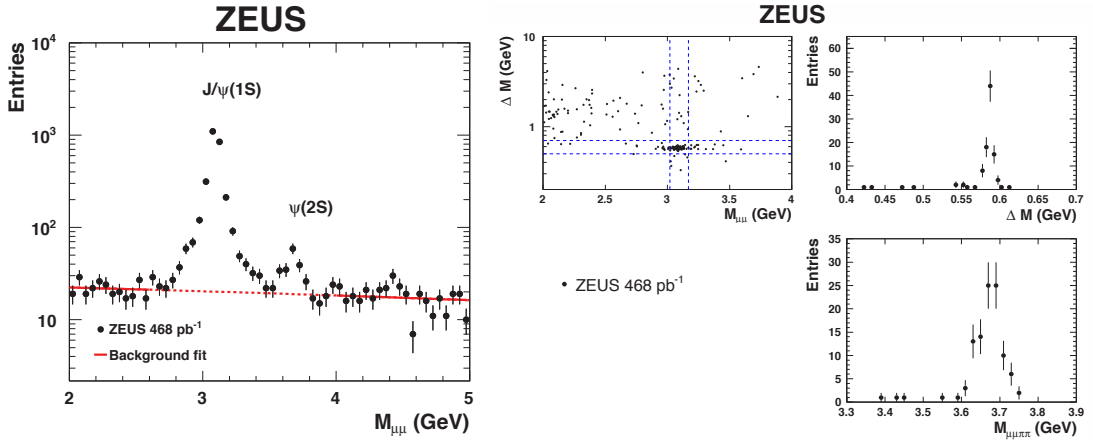 ZEUS
Entries
10⁴
10³
10²
10
J/ψ(1S)
ψ(2S)
ZEUS 468 pb⁻¹
Background fit
2 3 4 5
M_μμ (GeV)
ZEUS
Δ M (GeV)
10
1
2 2.5 3 3.5 4
M_μμ (GeV)
Entries
60
50
40
30
20
10
0
0.4 0.45 0.5 0.55 0.6 0.65 0.7
Δ M (GeV)
ZEUS 468 pb⁻¹
Entries
35
30
25
20
15
10
5
0
3.3 3.4 3.5 3.6 3.7 3.8 3.9
M_μμππ (GeV)